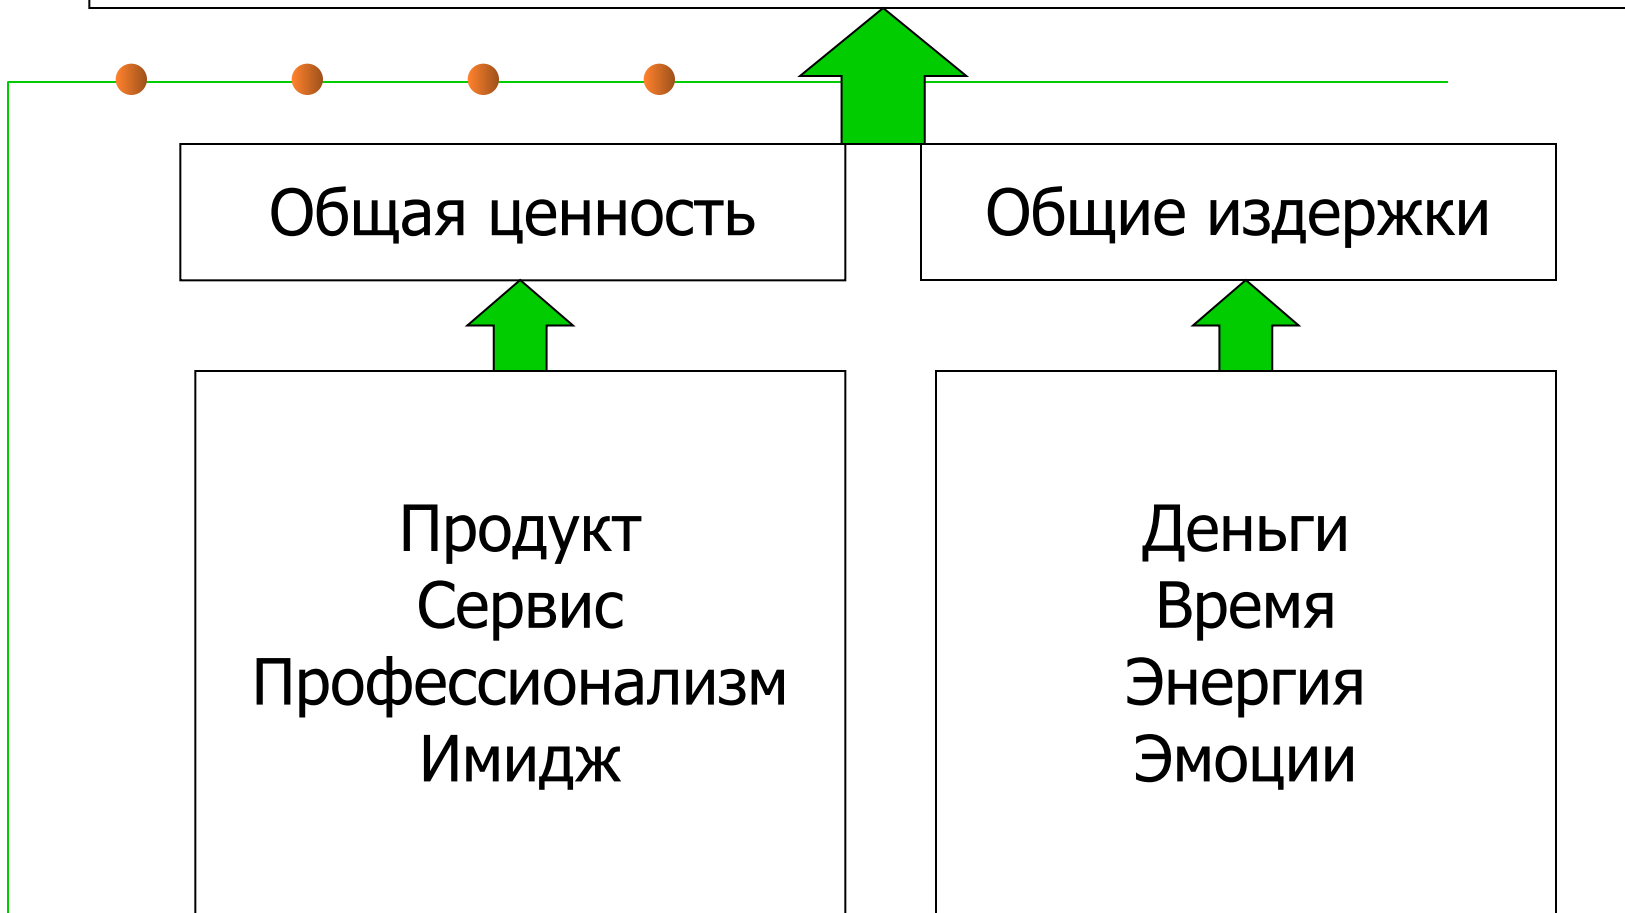 Общая ценность
Общие издержки
Продукт
Сервис
Профессионализм
Имидж
Деньги
Время
Энергия
Эмоции